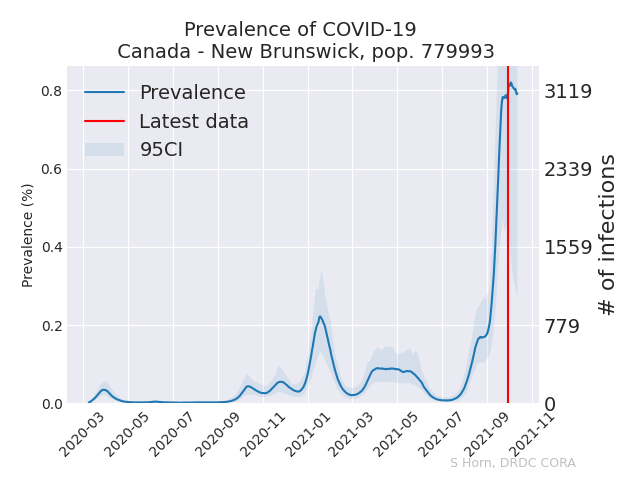 Prevalence of COVID-19
Canada - New Brunswick, pop. 779993
Prevalence
Latest data
95CI
Prevalence (%)
0.8
0.6
0.4
0.2
0.0
3119
2339
1559
779
0
# of infections
2020-03
2020-05
2020-07
2020-09
2020-11
2021-01
2021-03
2021-05
2021-07
2021-09
2021-11
S Horn, DRDC CORA